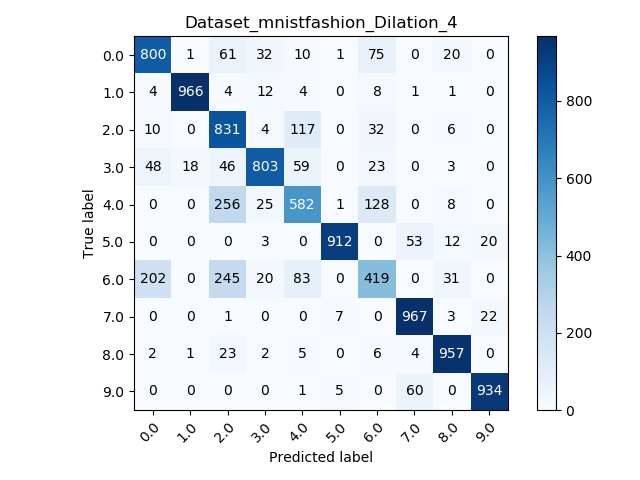 Dataset_mnistfashion_Dilation_4
True label
0.0 800 1 61 32 10 1 75 0 20 0
1.0 4 966 4 12 4 0 8 1 1 0
2.0 10 0 831 4 117 0 32 0 6 0
3.0 48 18 46 803 59 0 23 0 3 0
4.0 0 0 256 25 582 1 128 0 8 0
5.0 0 0 0 3 0 912 0 53 12 20
6.0 202 0 245 20 83 0 419 0 31 0
7.0 0 0 1 0 0 7 0 967 3 22
8.0 2 1 23 2 5 0 6 4 957 0
9.0 0 0 0 0 1 5 0 60 0 934
0.0 1.0 2.0 3.0 4.0 5.0 6.0 7.0 8.0 9.0
Predicted label
800
600
400
200
0